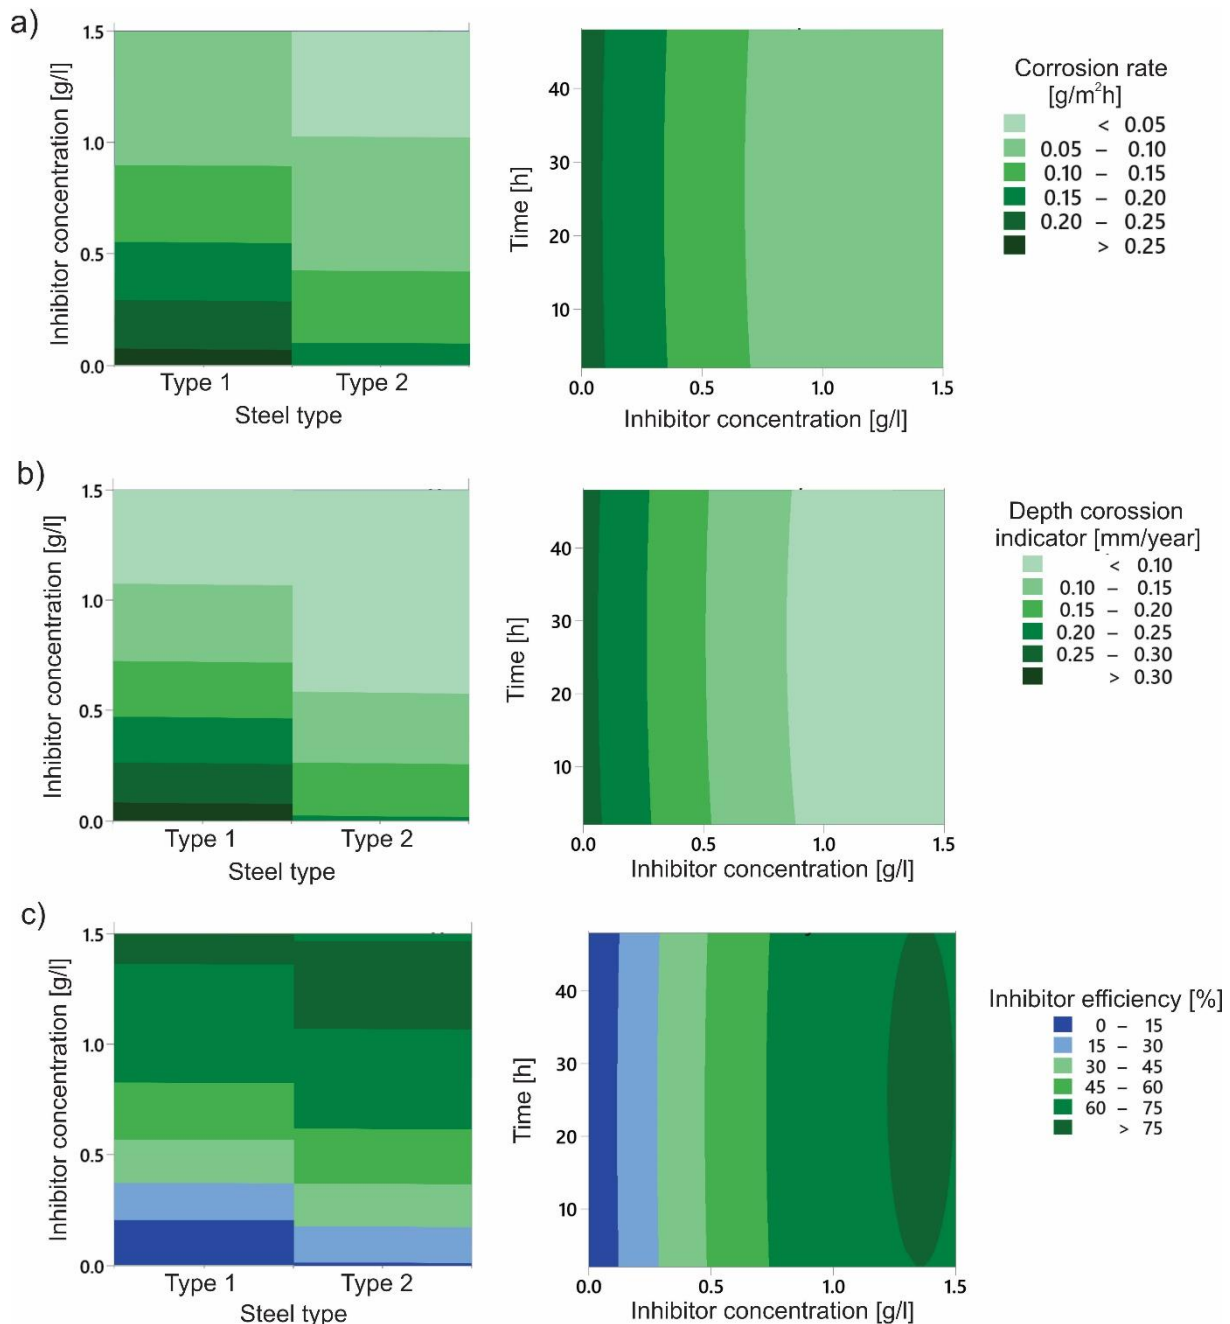 a)
Inhibitor concentration [g/l]
1.5
1.0
0.5
0.0
Type 1
Type 2
Steel type
Time [h]
40
30
20
10
0.0
0.5
1.0
1.5
Inhibitor concentration [g/l]
Corrosion rate
[g/m²h]
< 0.05
0.05 – 0.10
0.10 – 0.15
0.15 – 0.20
0.20 – 0.25
> 0.25
b)
Inhibitor concentration [g/l]
1.5
1.0
0.5
0.0
Type 1
Type 2
Steel type
Time [h]
40
30
20
10
0.0
0.5
1.0
1.5
Inhibitor concentration [g/l]
Depth corossion
indicator [mm/year]
< 0.10
0.10 – 0.15
0.15 – 0.20
0.20 – 0.25
0.25 – 0.30
> 0.30
c)
Inhibitor concentration [g/l]
1.5
1.0
0.5
0.0
Type 1
Type 2
Steel type
Time [h]
40
30
20
10
0.0
0.5
1.0
1.5
Inhibitor concentration [g/l]
Inhibitor efficiency [%]
0 – 15
15 – 30
30 – 45
45 – 60
60 – 75
> 75